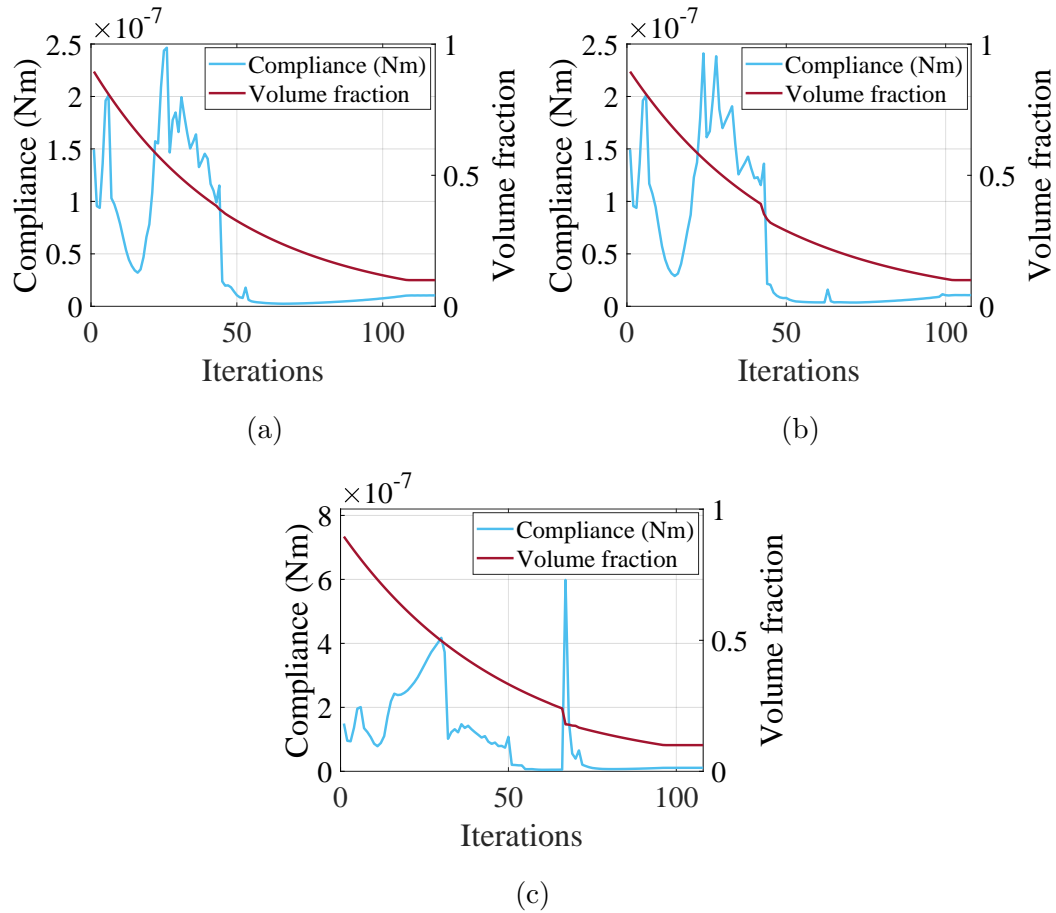 ×10-7
2.5
2
1.5
1
0.5
0
Compliance (Nm)
Compliance (Nm)
Volume fraction
1
0.5
0
Volume fraction
0
50
100
Iterations
(a)
×10-7
2.5
2
1.5
1
0.5
0
Compliance (Nm)
Compliance (Nm)
Volume fraction
1
0.5
0
Volume fraction
0
50
100
Iterations
(b)
×10-7
8
6
4
2
0
Compliance (Nm)
Compliance (Nm)
Volume fraction
1
0.5
0
Volume fraction
0
50
100
Iterations
(c)